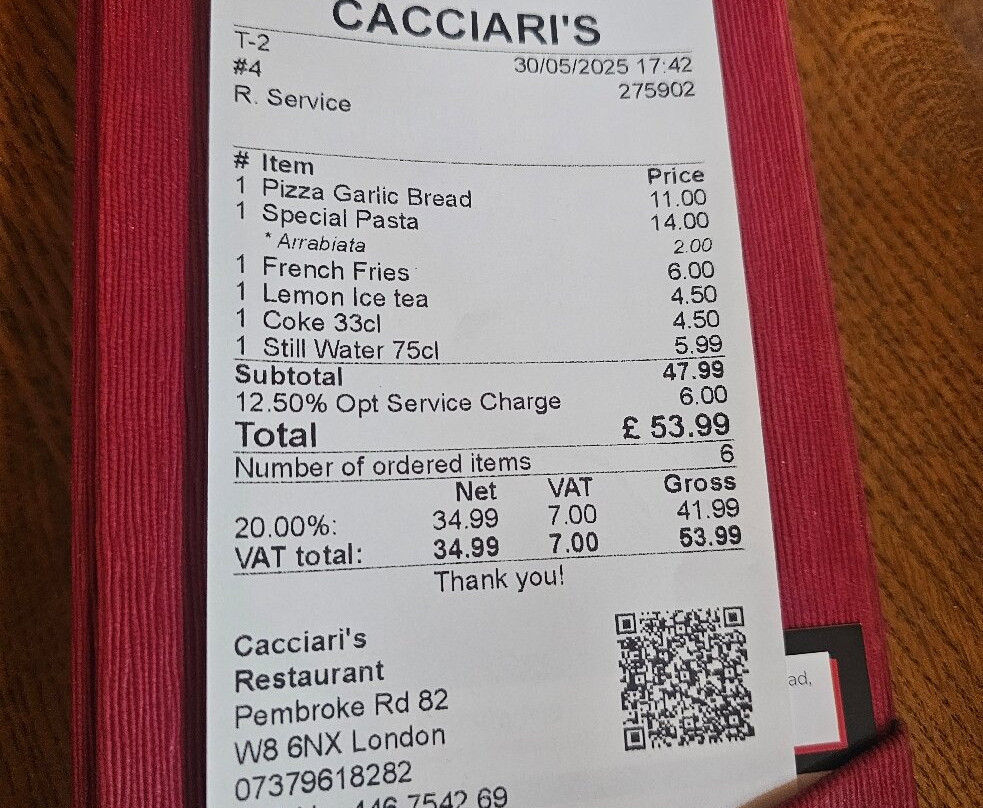 CACCIARI'S
T-2
#4 30/05/2025 17:42
R. Service 275902
# Item Price
1 Pizza Garlic Bread 11.00
1 Special Pasta 14.00
* Arrabiata 2.00
1 French Fries 6.00
1 Lemon Ice tea 4.50
1 Coke 33cl 4.50
1 Still Water 75cl 5.99
Subtotal 47.99
12.50% Opt Service Charge 6.00
Total £ 53.99
Number of ordered items 6
Net VAT Gross
20.00%: 34.99 7.00 41.99
VAT total: 34.99 7.00 53.99
Thank you!
Cacciari's
Restaurant
Pembroke Rd 82
W8 6NX London
07379618282
446 7542 69
ad,